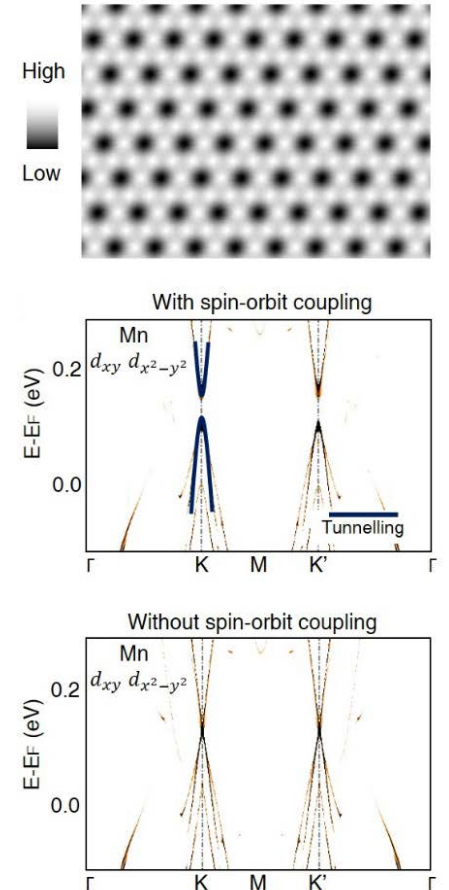 High
Low
With spin-orbit coupling
Mn
dxy dx²−y²
0.2
0.0
E-EF (eV)
Tunnelling
Γ K M K' Γ
Without spin-orbit coupling
Mn
dxy dx²−y²
0.2
0.0
E-EF (eV)
Γ K M K' Γ